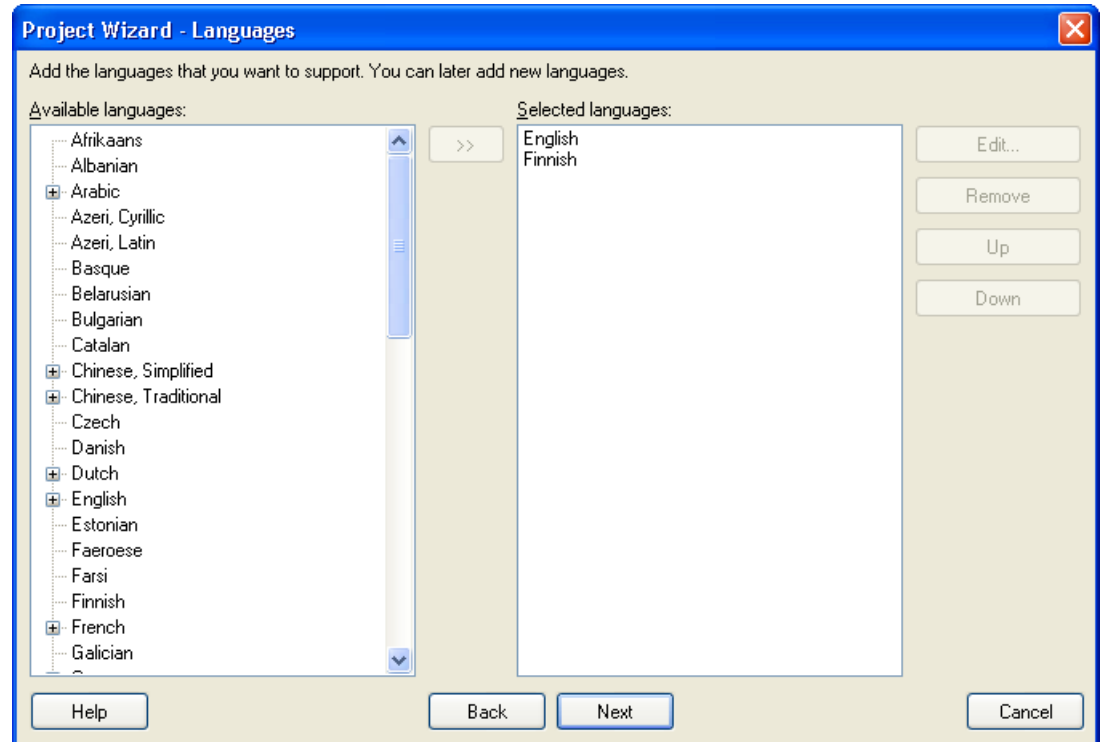 Project Wizard - Languages
Add the languages that you want to support. You can later add new languages.
Available languages:
Afrikaans
Albanian
Arabic
Azeri, Cyrillic
Azeri, Latin
Basque
Belarusian
Bulgarian
Catalan
Chinese, Simplified
Chinese, Traditional
Czech
Danish
Dutch
English
Estonian
Faeroese
Farsi
Finnish
French
Galician
>>
Selected languages:
English
Finnish
Edit...
Remove
Up
Down
Help
Back
Next
Cancel